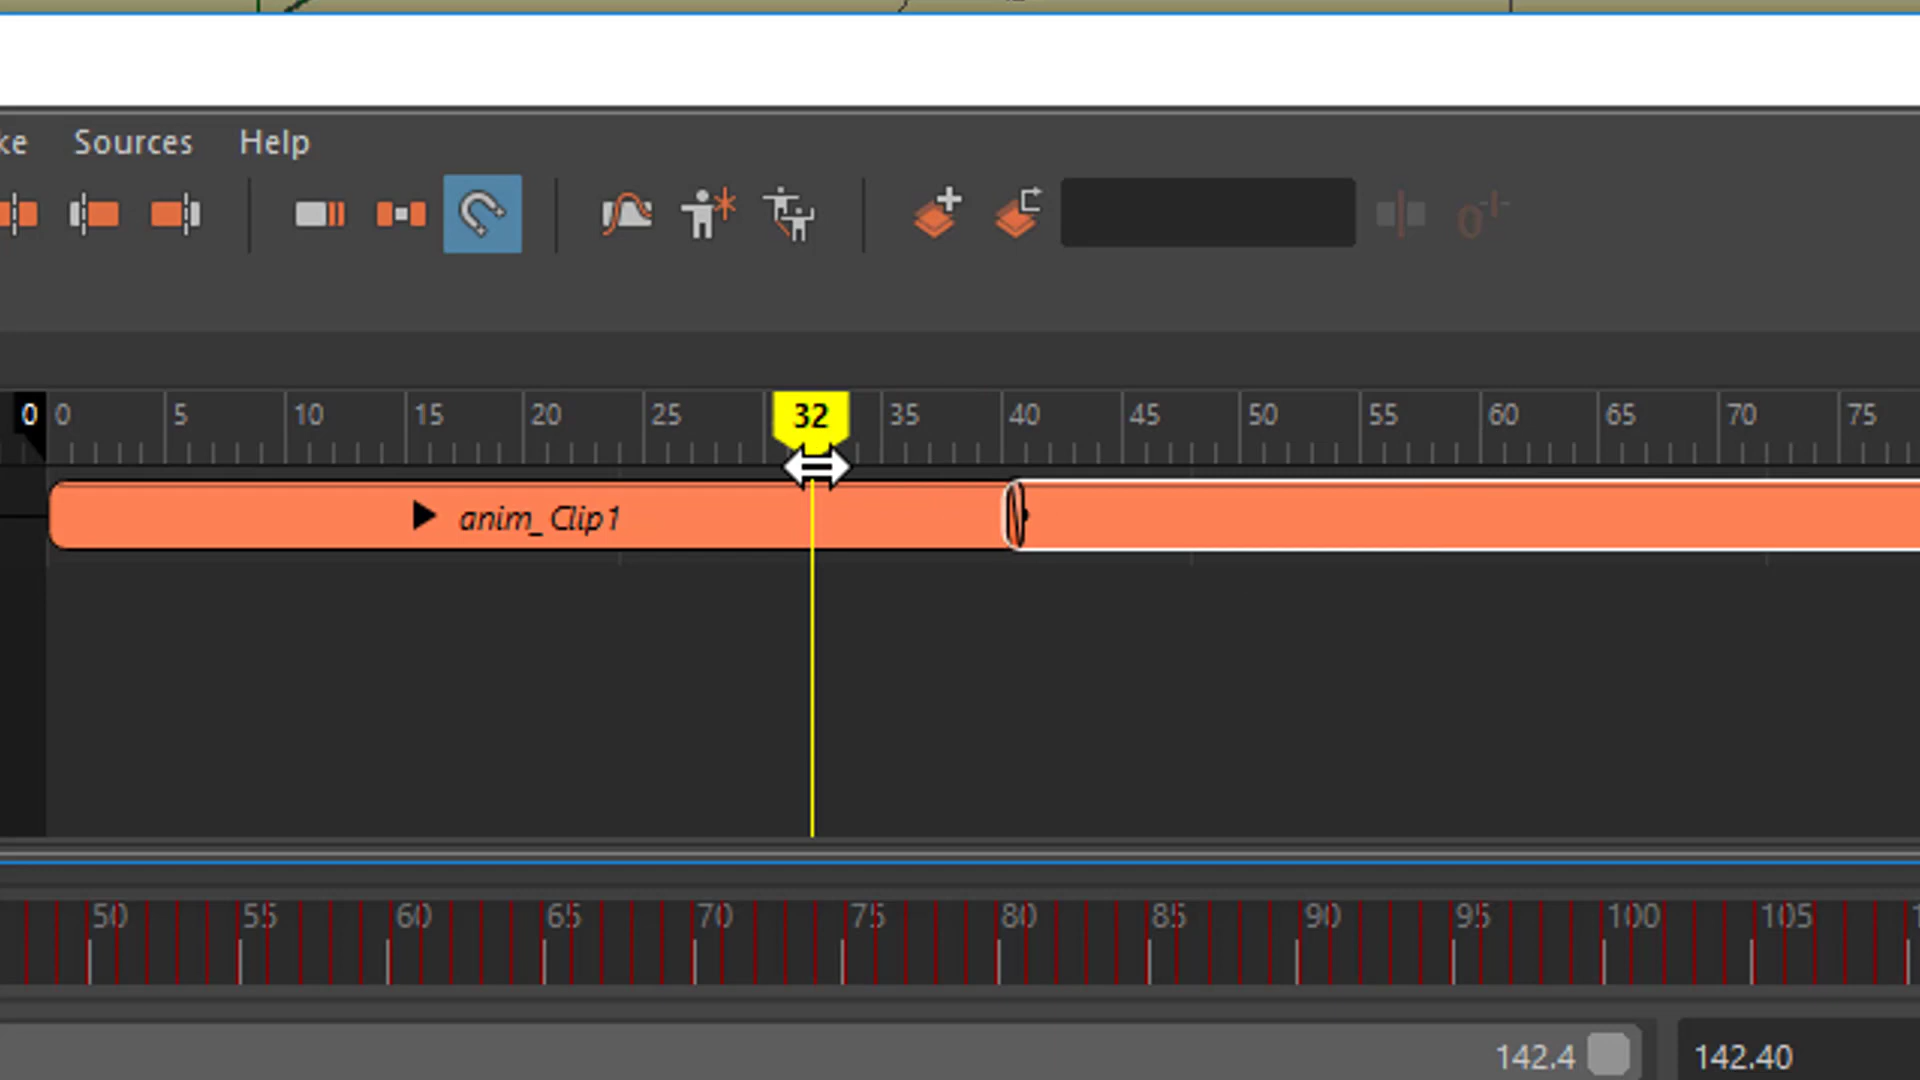 ke Sources Help
0 0 5 10 15 20 25 32 35 40 45 50 55 60 65 70 75
anim_Clip1
50 55 60 65 70 75 80 85 90 95 100 105
142.4 142.40